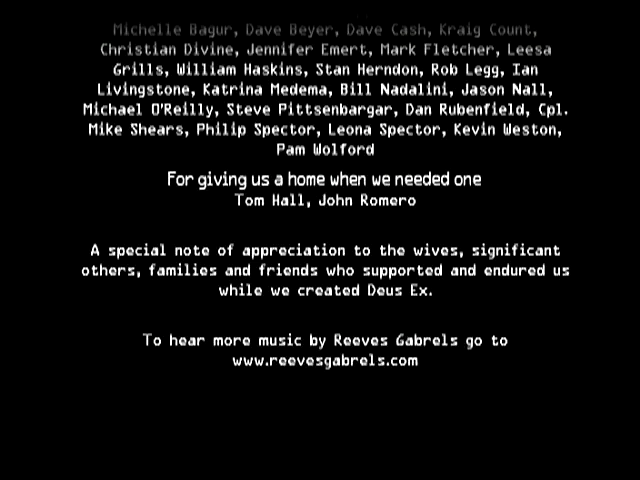 Michelle Bagur, Dave Beyer, Dave Cash, Kraig Count,
Christian Divine, Jennifer Emert, Mark Fletcher, Leesa
Grills, William Haskins, Stan Herndon, Rob Legg, Ian
Livingstone, Katrina Medema, Bill Nadalini, Jason Nall,
Michael O'Reilly, Steve Pittsenbargar, Dan Rubenfield, Cpl.
Mike Shears, Philip Spector, Leona Spector, Kevin Weston,
Pam Wolford
For giving us a home when we needed one
Tom Hall, John Romero
A special note of appreciation to the wives, significant
others, families and friends who supported and endured us
while we created Deus Ex.
To hear more music by Reeves Gabrels go to
www.reevesgabrels.com